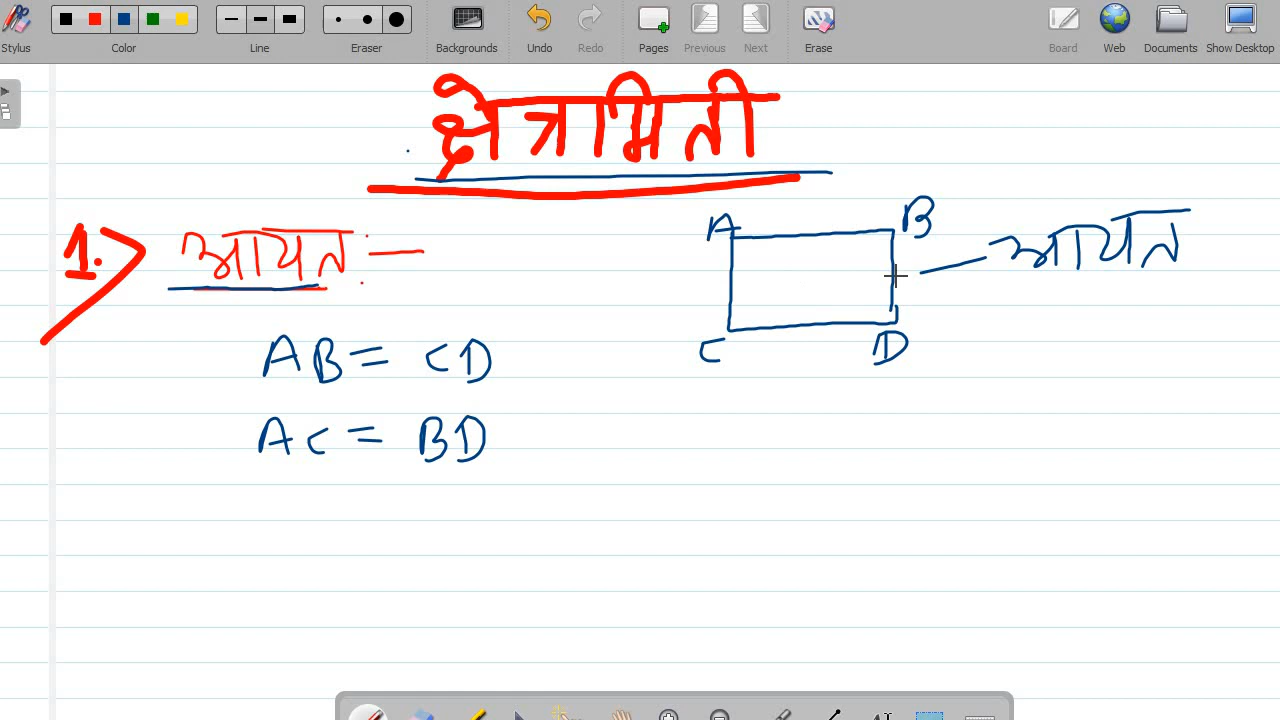 Stylus Color Line Eraser Backgrounds Undo Redo Pages Previous Next Erase Board Web Documents Show Desktop
क्षेत्रामिती
1. आयत :—
A B — आयत
C D
AB = CD
AC = BD